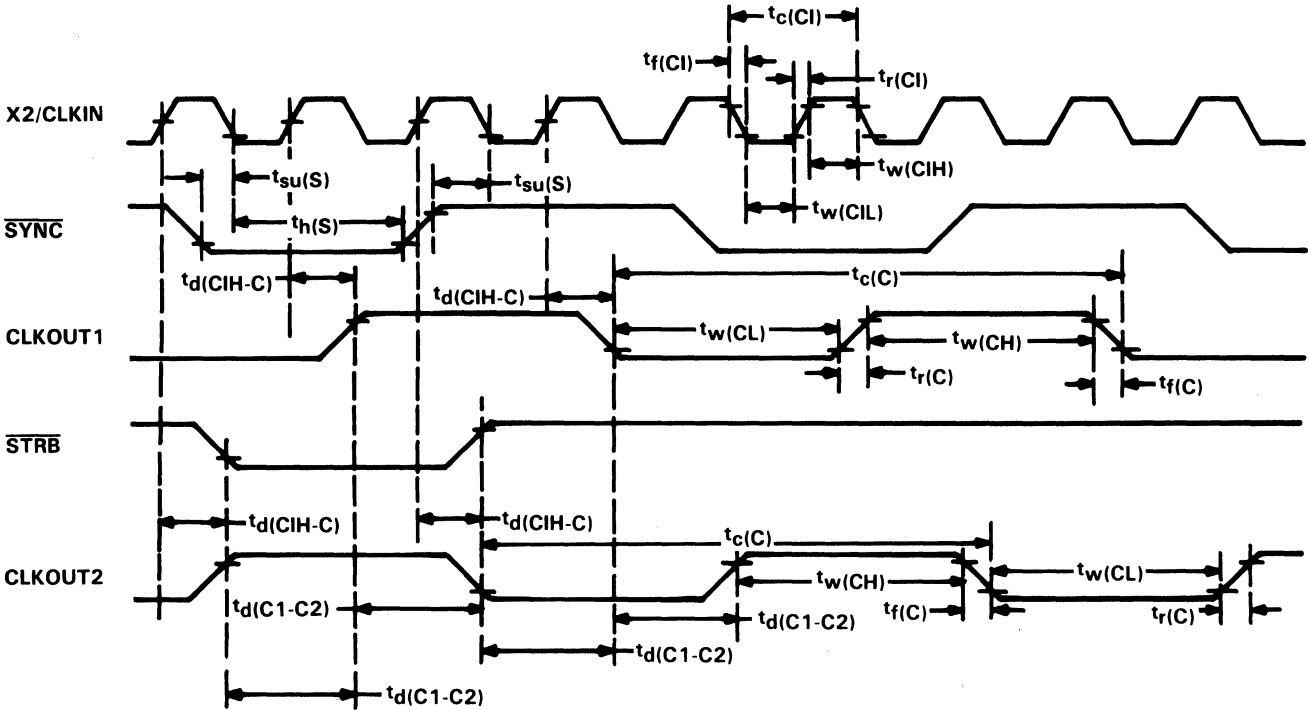 tc(CI)
tf(CI)
tr(CI)
X2/CLKIN
tsu(S)
tsu(S)
tw(CIH)
th(S)
tw(CIL)
SYNC
td(CIH-C)
td(CIH-C)
tc(C)
CLKOUT1
tw(CL)
tw(CH)
tr(C)
tf(C)
STRB
td(CIH-C)
td(CIH-C)
tc(C)
CLKOUT2
tw(CH)
tw(CL)
td(C1-C2)
td(C1-C2)
tf(C)
tr(C)
td(C1-C2)
td(C1-C2)